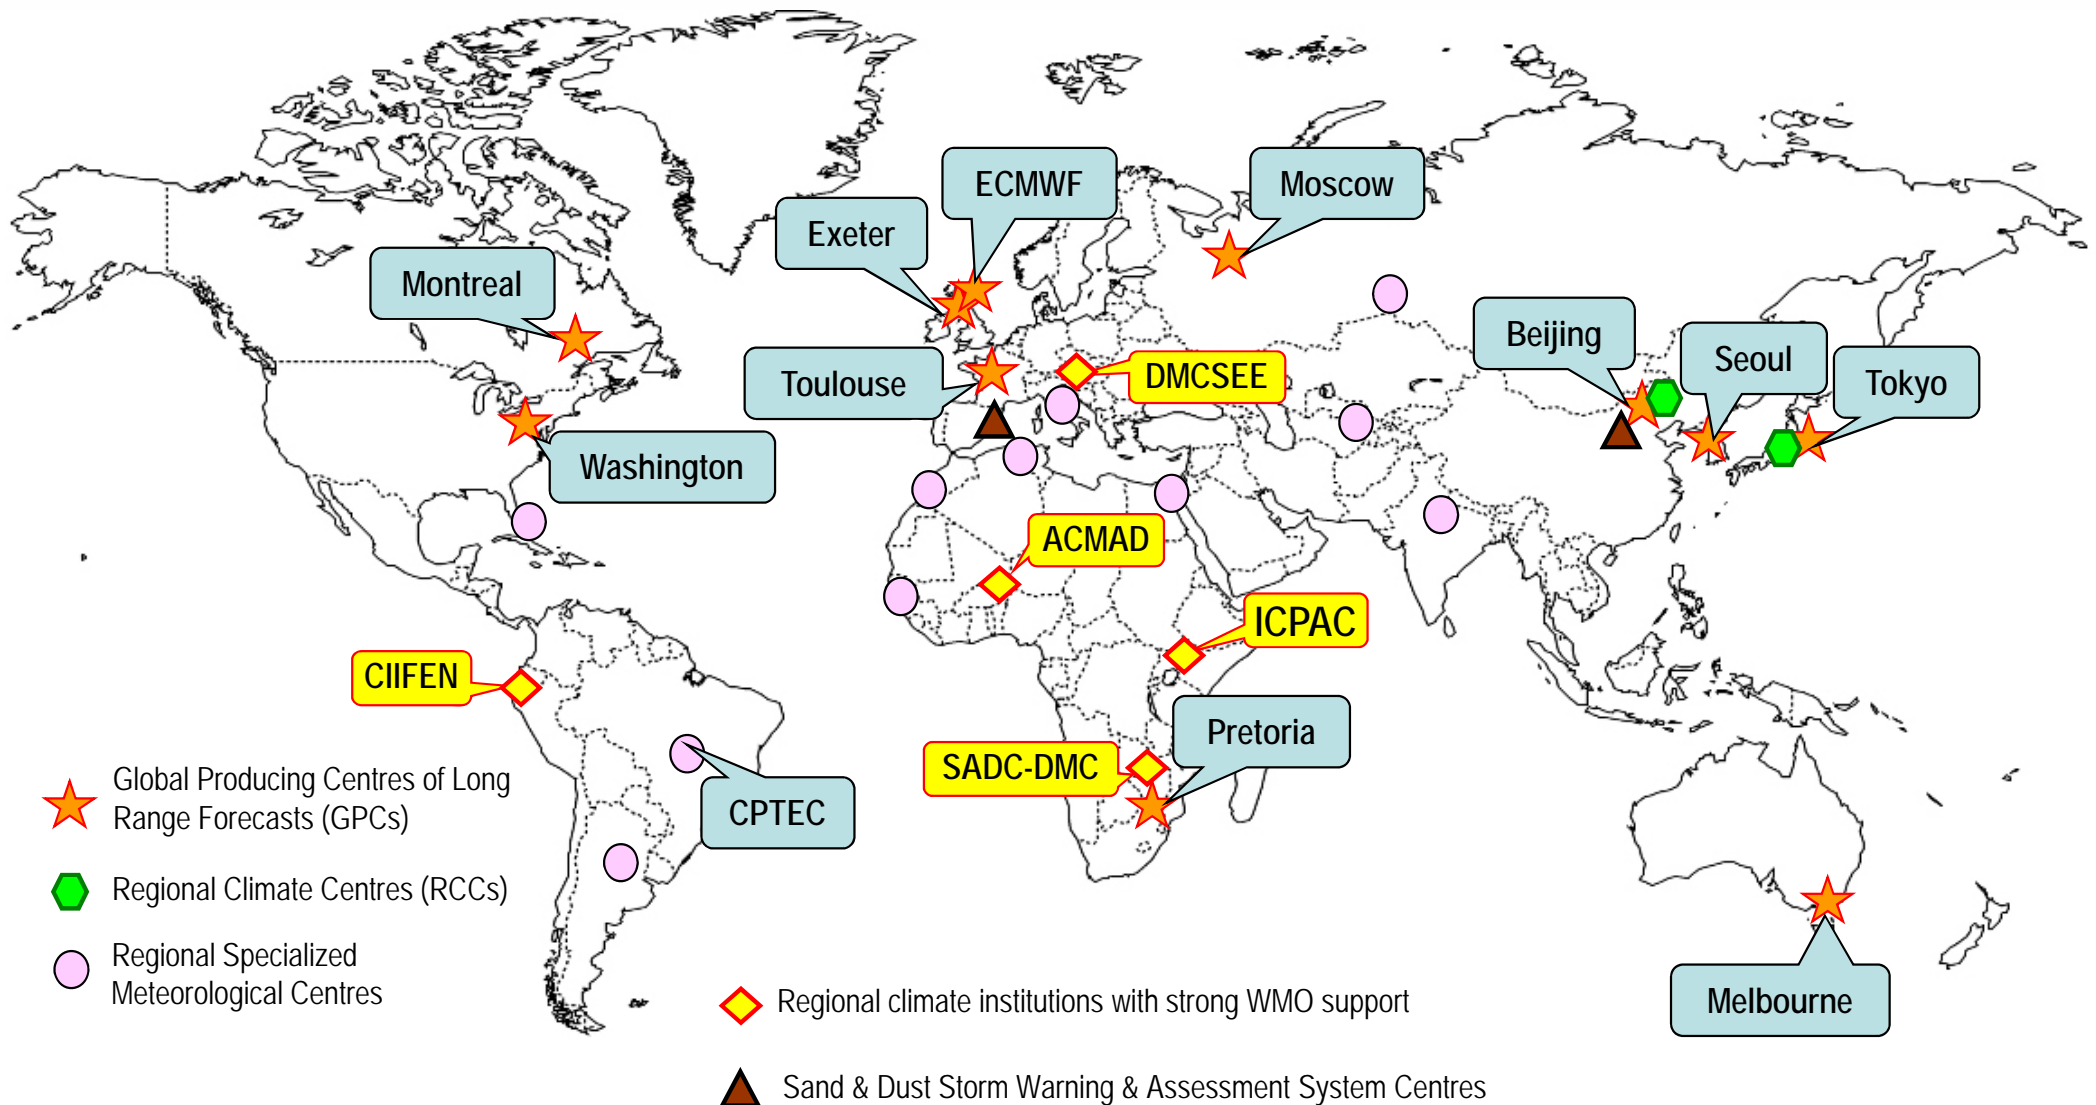 ECMWF
Moscow
Exeter
Montreal
Beijing
Seoul
Tokyo
Toulouse
DMCSEE
Washington
ACMAD
ICPAC
CIIFEN
Pretoria
SADC-DMC
CPTEC
Melbourne
Global Producing Centres of Long
Range Forecasts (GPCs)
Regional Climate Centres (RCCs)
Regional Specialized
Meteorological Centres
Regional climate institutions with strong WMO support
Sand & Dust Storm Warning & Assessment System Centres